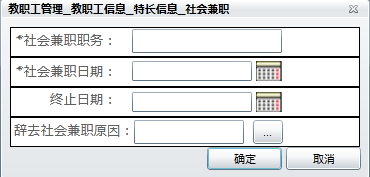 教职工管理_教职工信息_特长信息_社会兼职
*社会兼职职务：
*社会兼职日期：
终止日期：
辞去社会兼职原因： ...
确定 取消